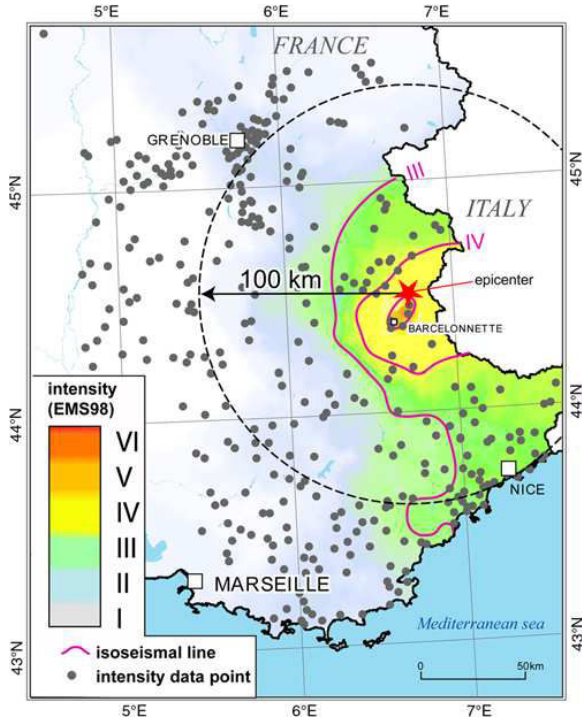 6°E
7°E
FRANCE
GRENOBLE
45°N
45°N
III
ITALY
IV
100 km
epicenter
BARCELONNETTE
intensity
(EMS98)
VI
V
IV
III
II
I
44°N
44°N
NICE
MARSEILLE
isoseismal line
intensity data point
Mediterranean sea
0
50km
43°N
43°N
5°E
6°E
7°E
5°E